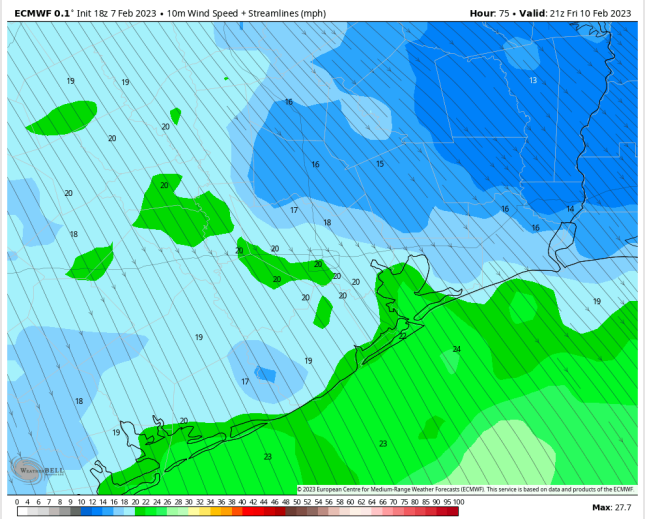 ECMWF 0.1° Init 18z 7 Feb 2023 • 10m Wind Speed + Streamlines (mph) Hour: 75 • Valid: 21z Fri 10 Feb 2023
19 19 13
16
20 20
16 15
20 20
17 16 14
18 18 16
20 20
20
20 20 20
20 20 19
19 22
24
19
17
18
20
19
23
23
WeatherBELL
© 2023 European Centre for Medium-Range Weather Forecasts (ECMWF). This service is based on data and products of the ECMWF.
0 4 6 7 8 9 10 12 14 16 18 20 22 24 26 28 30 32 34 36 38 40 42 44 46 48 50 52 54 56 58 60 62 64 66 68 70 75 80 85 90 95 100
Max: 27.7